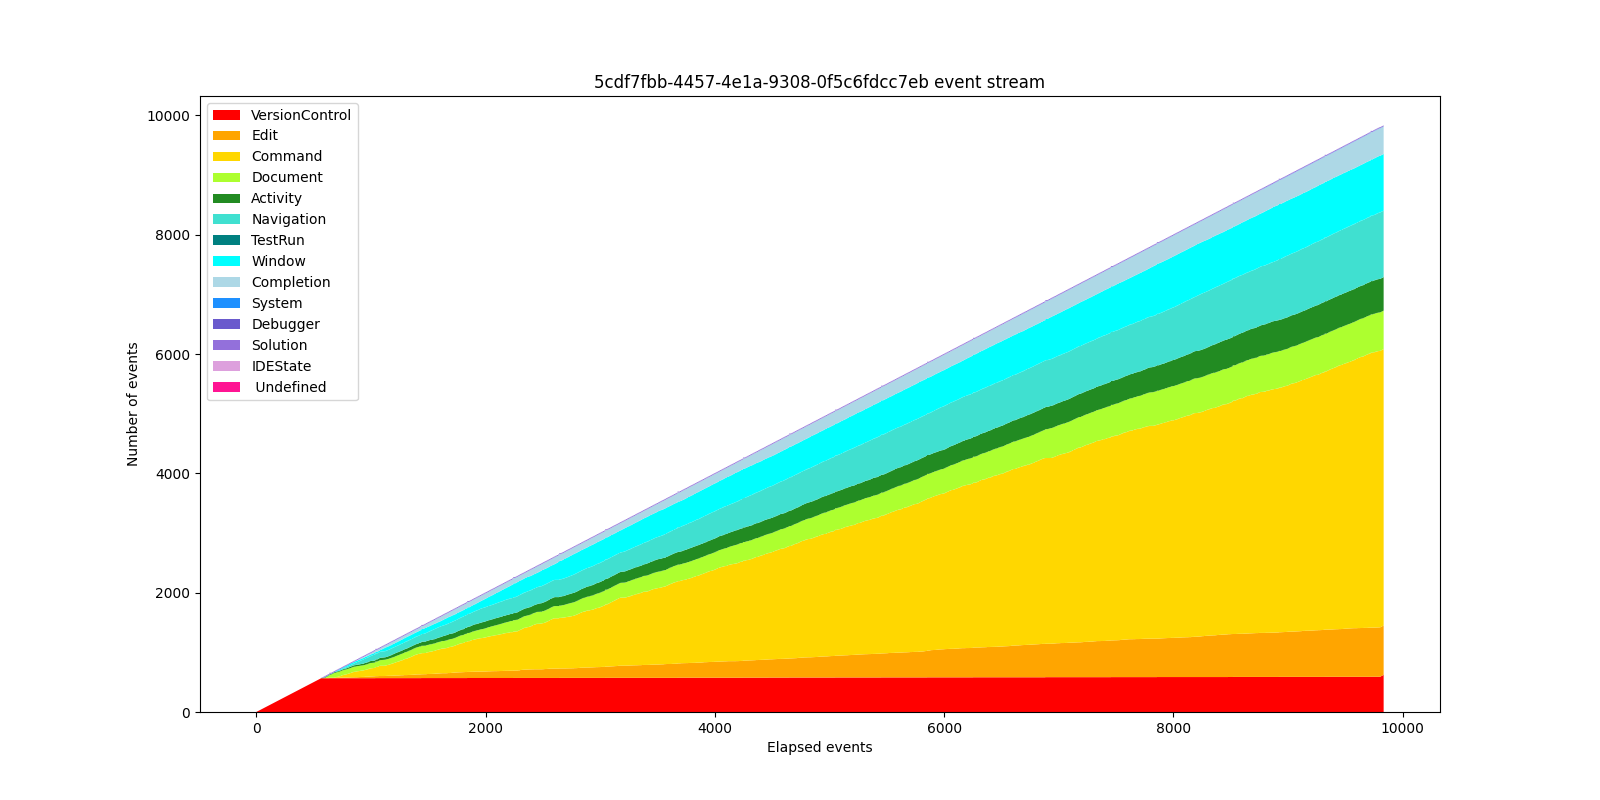 5cdf7fbb-4457-4e1a-9308-0f5c6fdcc7eb event stream
Number of events
10000
8000
6000
4000
2000
0
VersionControl
Edit
Command
Document
Activity
Navigation
TestRun
Window
Completion
System
Debugger
Solution
IDEState
Undefined
0 2000 4000 6000 8000 10000
Elapsed events